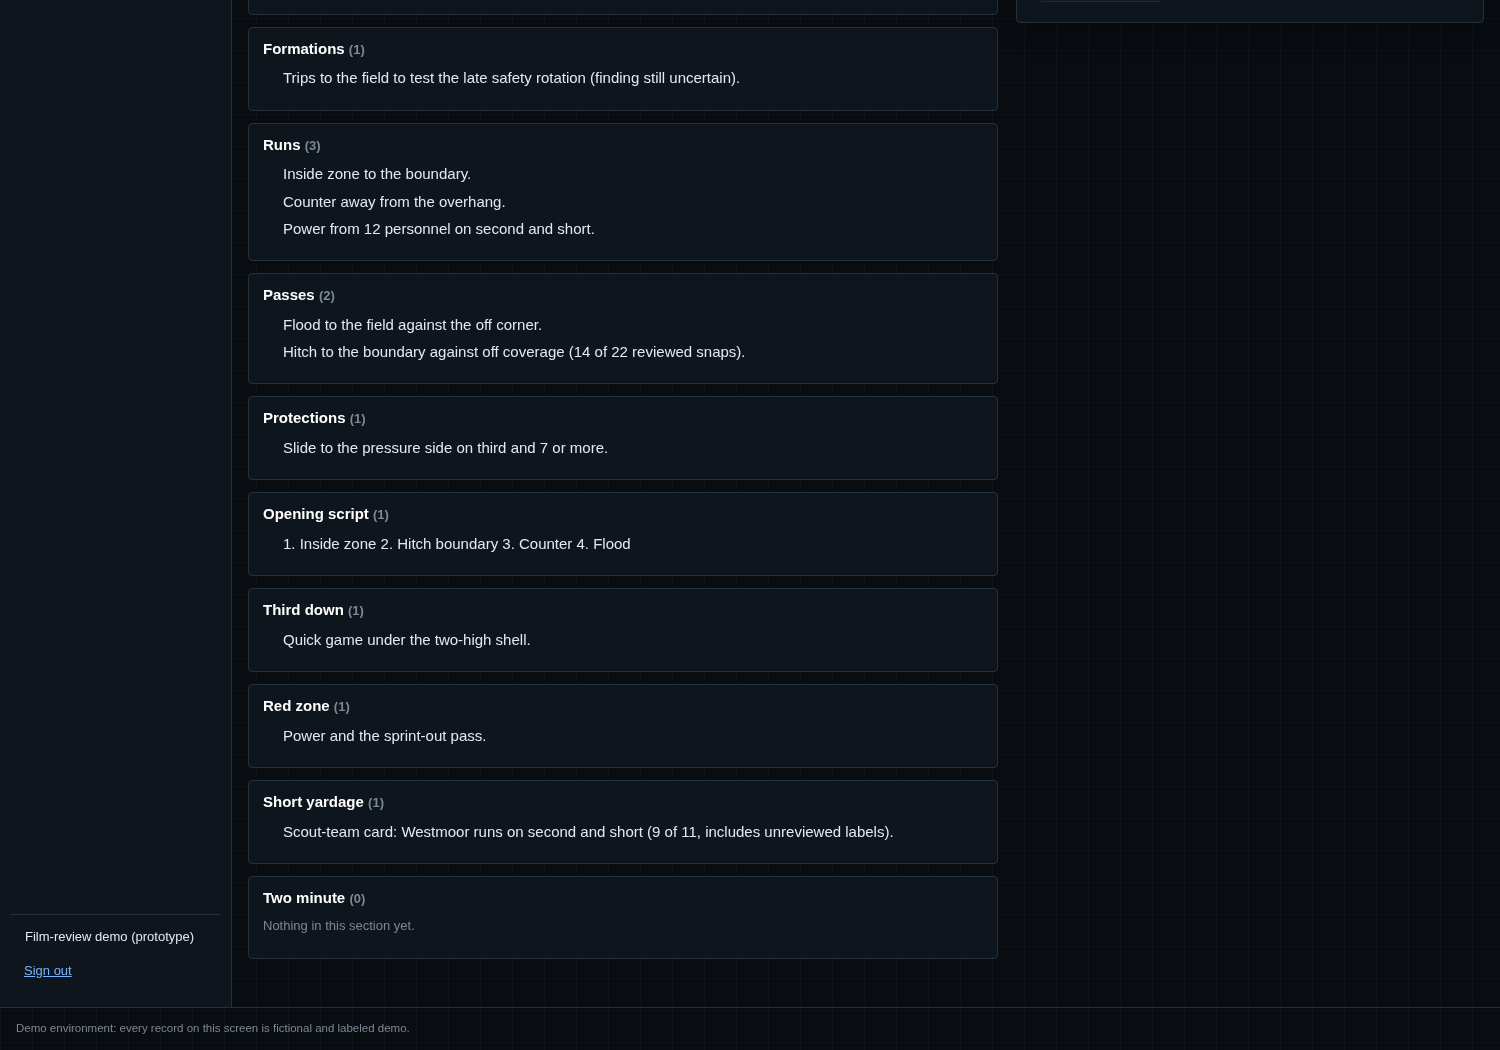 Formations (1)
Trips to the field to test the late safety rotation (finding still uncertain).
Runs (3)
Inside zone to the boundary.
Counter away from the overhang.
Power from 12 personnel on second and short.
Passes (2)
Flood to the field against the off corner.
Hitch to the boundary against off coverage (14 of 22 reviewed snaps).
Protections (1)
Slide to the pressure side on third and 7 or more.
Opening script (1)
1. Inside zone 2. Hitch boundary 3. Counter 4. Flood
Third down (1)
Quick game under the two-high shell.
Red zone (1)
Power and the sprint-out pass.
Short yardage (1)
Scout-team card: Westmoor runs on second and short (9 of 11, includes unreviewed labels).
Two minute (0)
Nothing in this section yet.
Film-review demo (prototype)
Sign out
Demo environment: every record on this screen is fictional and labeled demo.